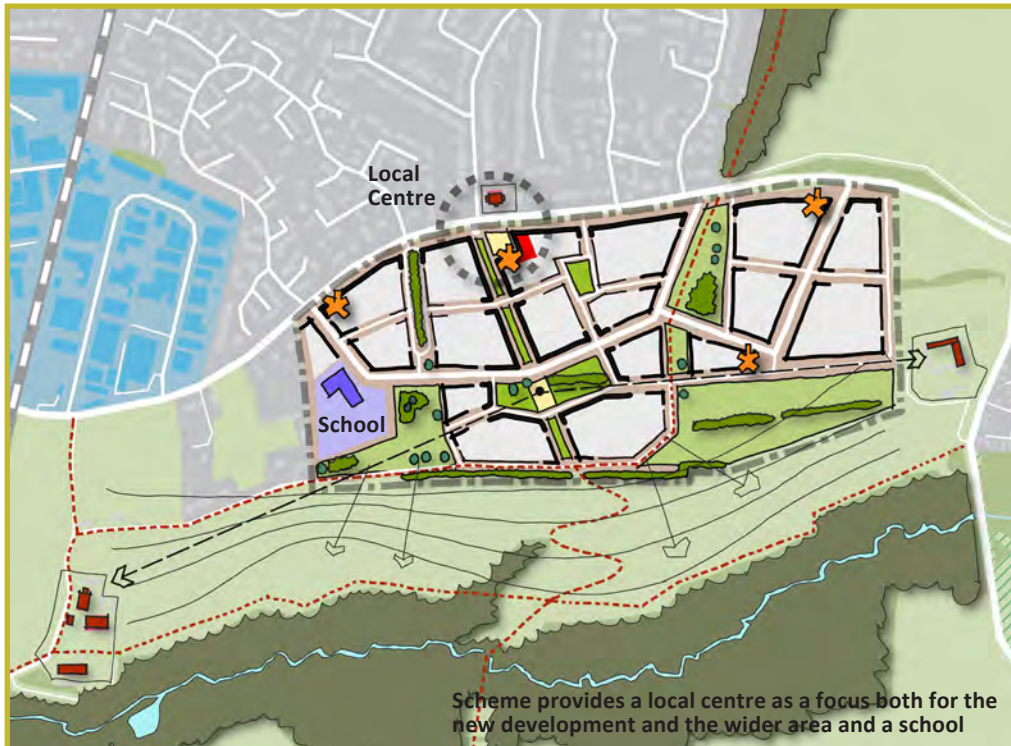 Local
Centre
School
Scheme provides a local centre as a focus both for the
new development and the wider area and a school